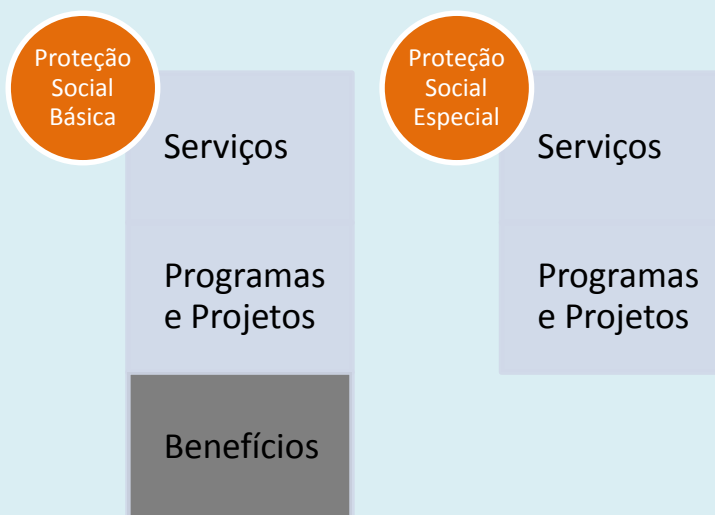 Proteção
Social
Básica
Serviços
Programas
e Projetos
Benefícios
Proteção
Social
Especial
Serviços
Programas
e Projetos